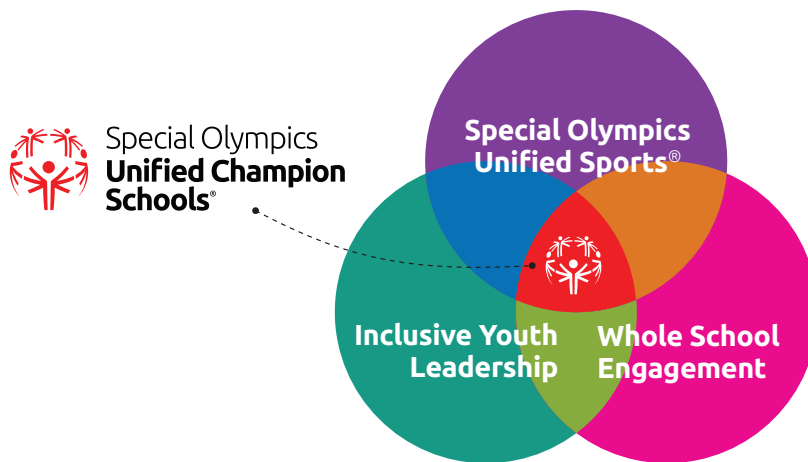 Special Olympics
Unified Champion
Schools®
Special Olympics
Unified Sports®
Inclusive Youth
Leadership
Whole School
Engagement